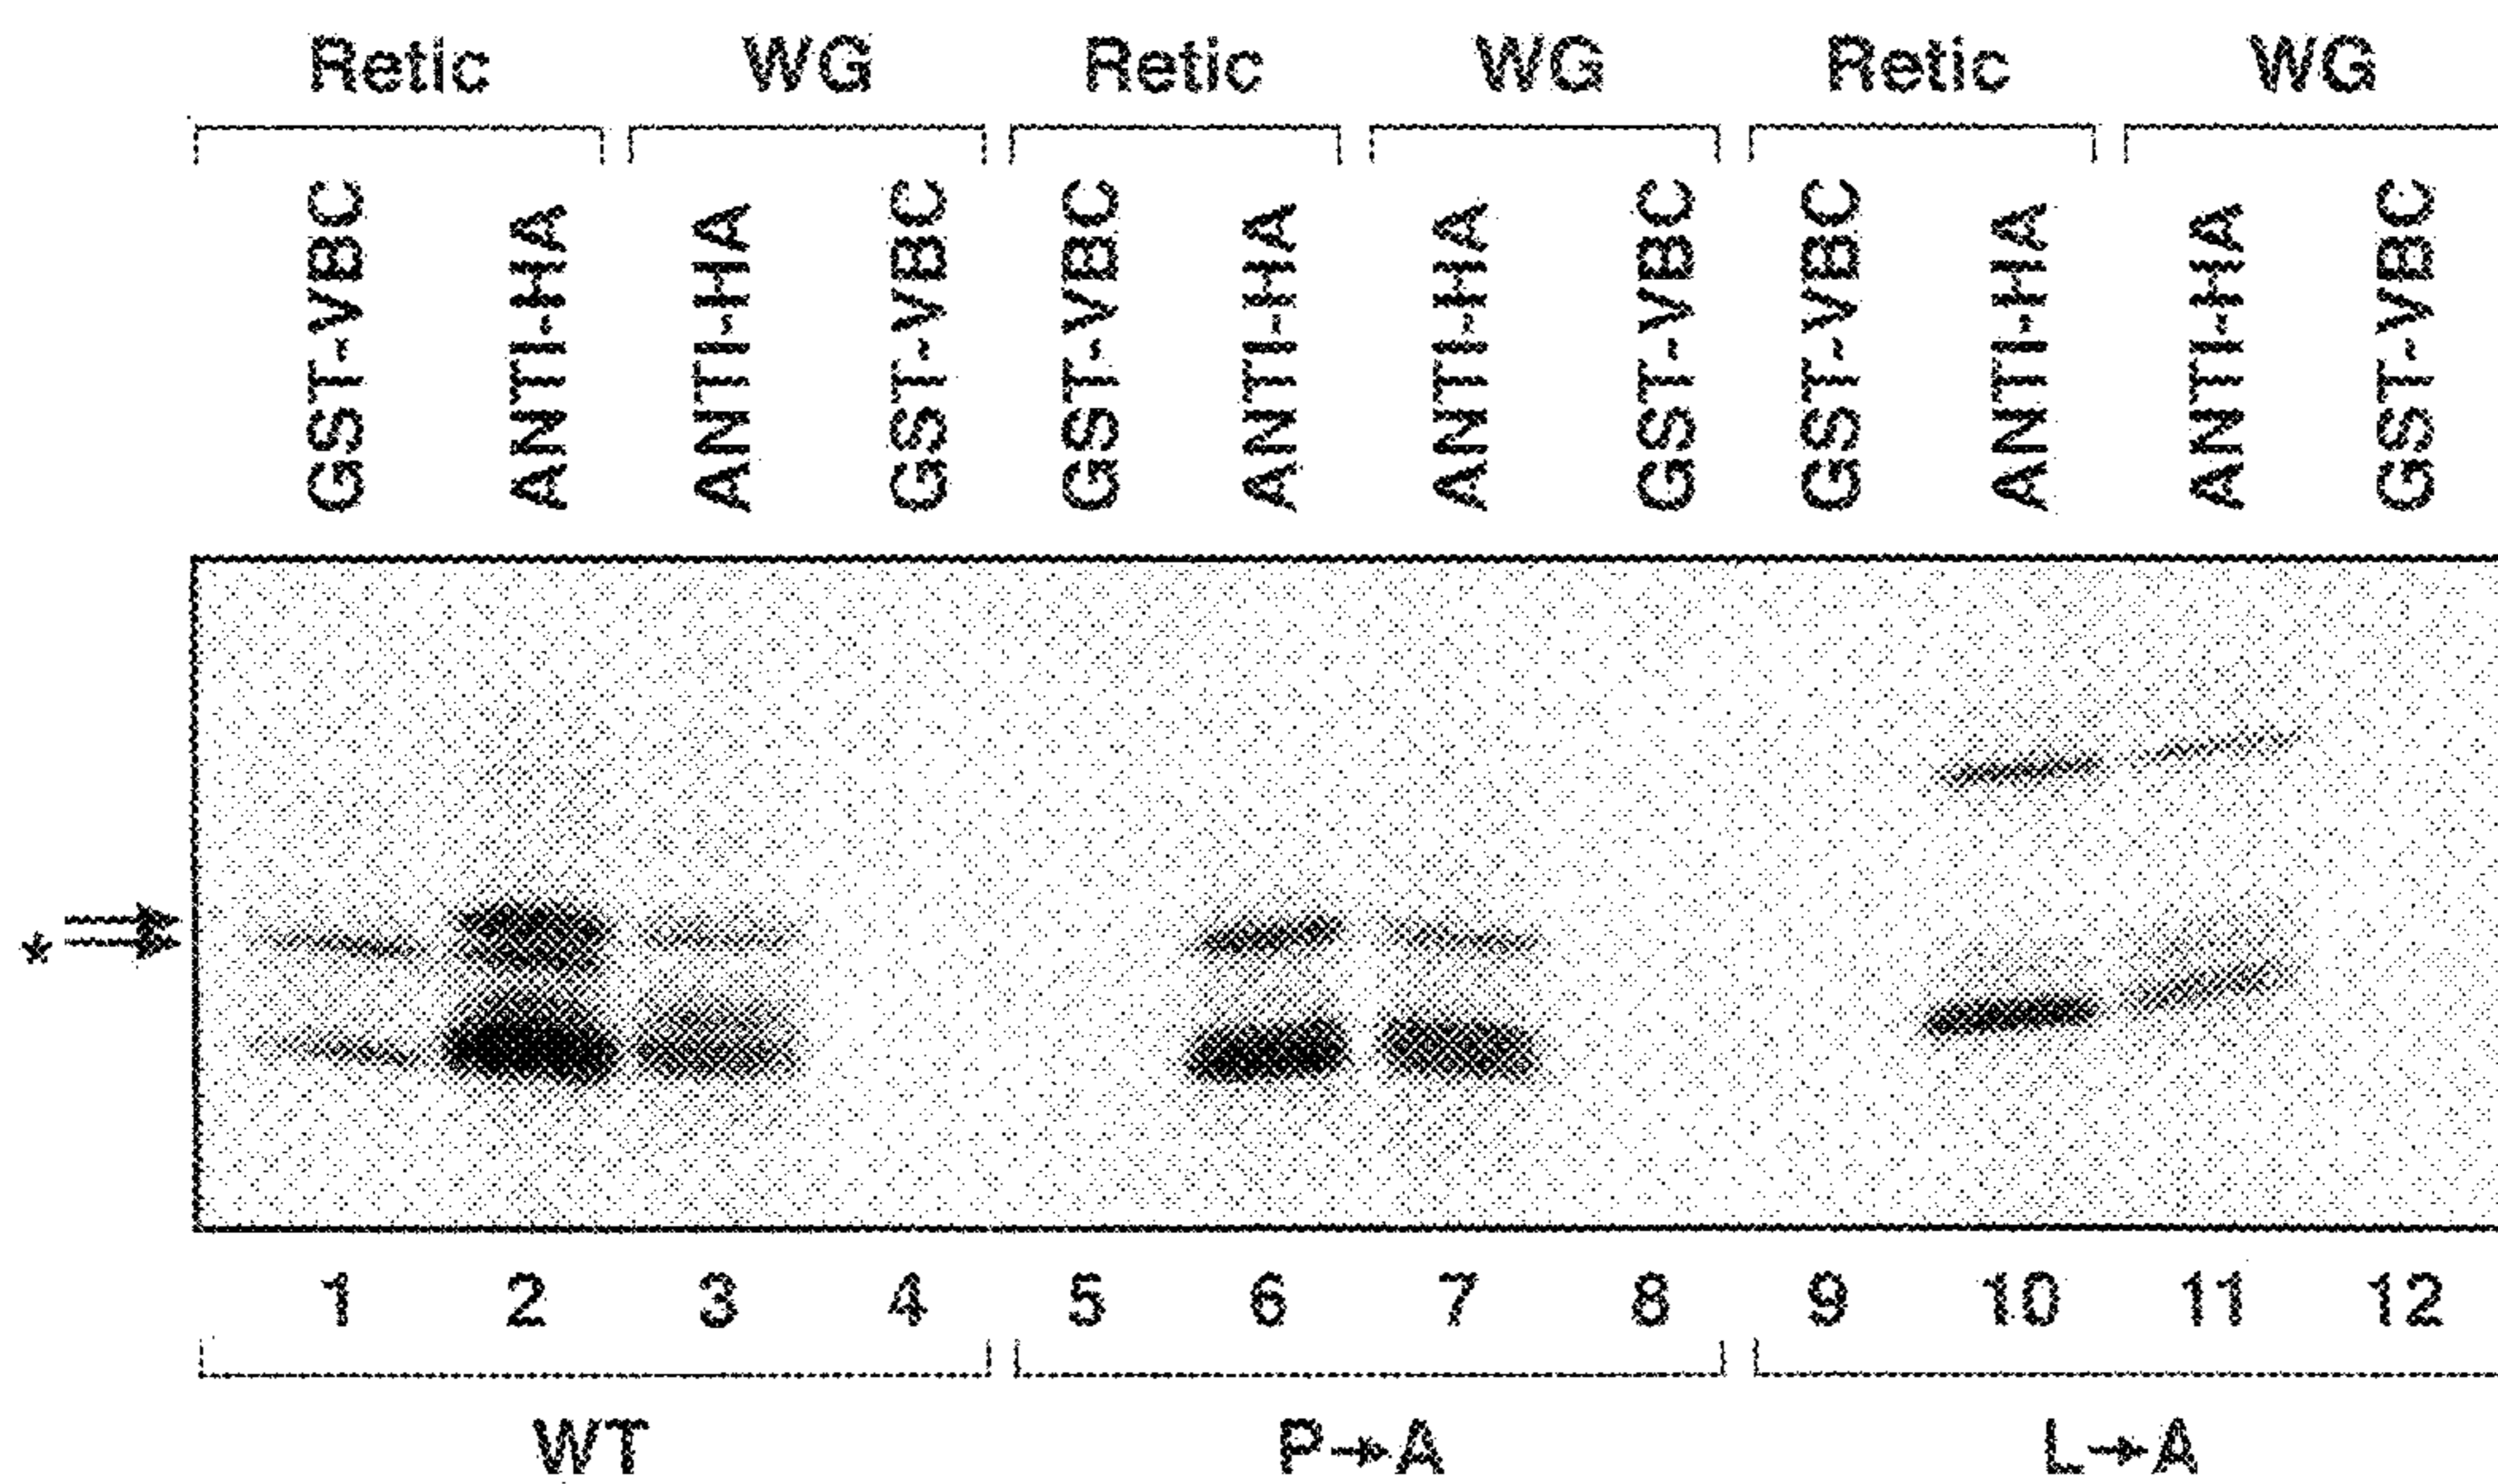 Retic WG Retic WG Retic WG
GST-VBC ANTI-HA ANTI-HA GST-VBC GST-VBC ANTI-HA ANTI-HA GST-VBC GST-VBC ANTI-HA ANTI-HA GST-VBC
*
1 2 3 4 5 6 7 8 9 10 11 12
WT P→A L→A